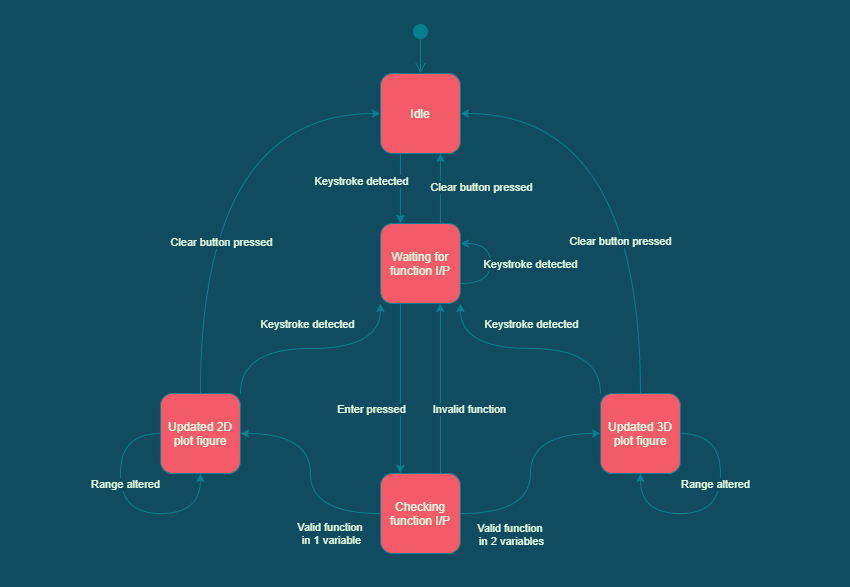 Idle
Keystroke detected
Clear button pressed
Clear button pressed
Clear button pressed
Waiting for
function I/P
Keystroke detected
Keystroke detected
Keystroke detected
Enter pressed
Invalid function
Updated 2D
plot figure
Updated 3D
plot figure
Range altered
Range altered
Checking
function I/P
Valid function
in 1 variable
Valid function
in 2 variables